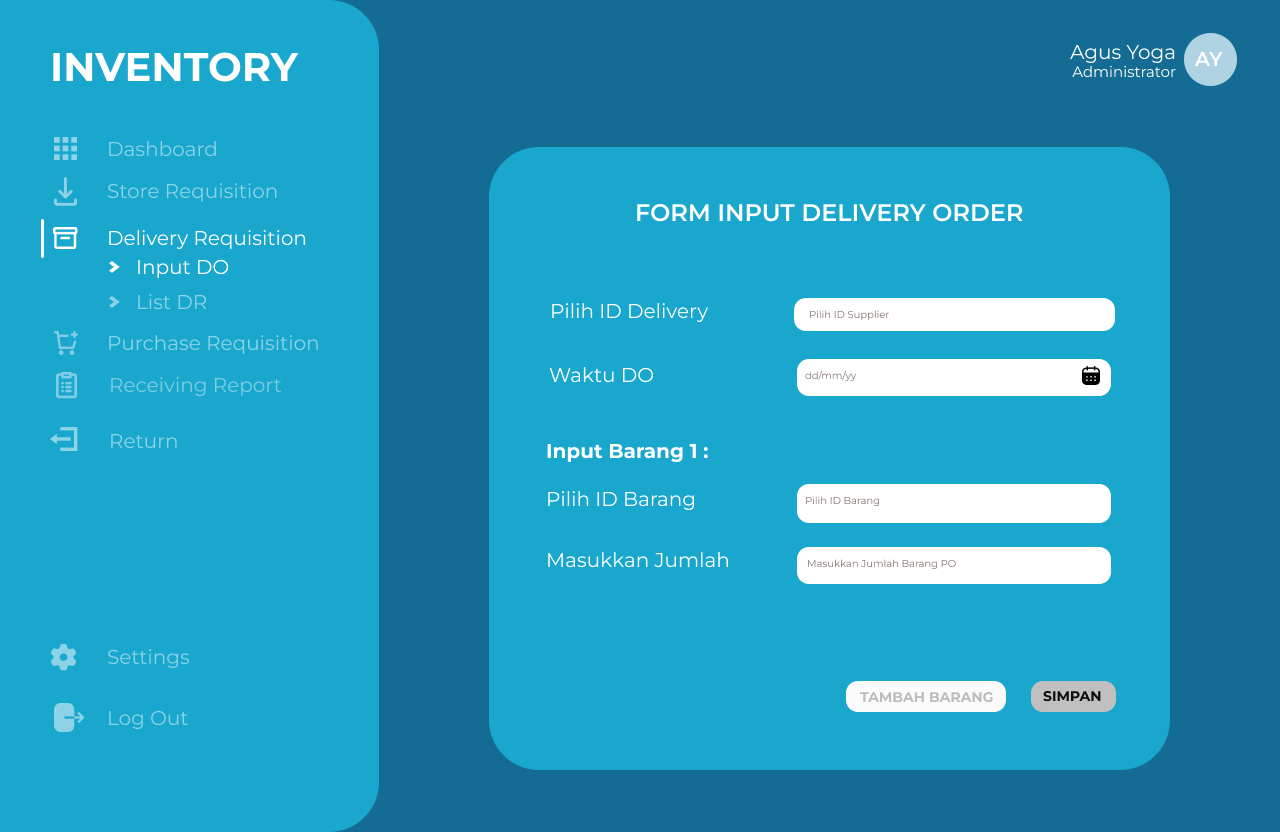 INVENTORY
Dashboard
Store Requisition
Delivery Requisition
Input DO
List DR
Purchase Requisition
Receiving Report
Return
Settings
Log Out
Agus Yoga
Administrator
AY
FORM INPUT DELIVERY ORDER
Pilih ID Delivery
Pilih ID Supplier
Waktu DO
dd/mm/yy
Input Barang 1 :
Pilih ID Barang
Pilih ID Barang
Masukkan Jumlah
Masukkan Jumlah Barang PO
TAMBAH BARANG
SIMPAN